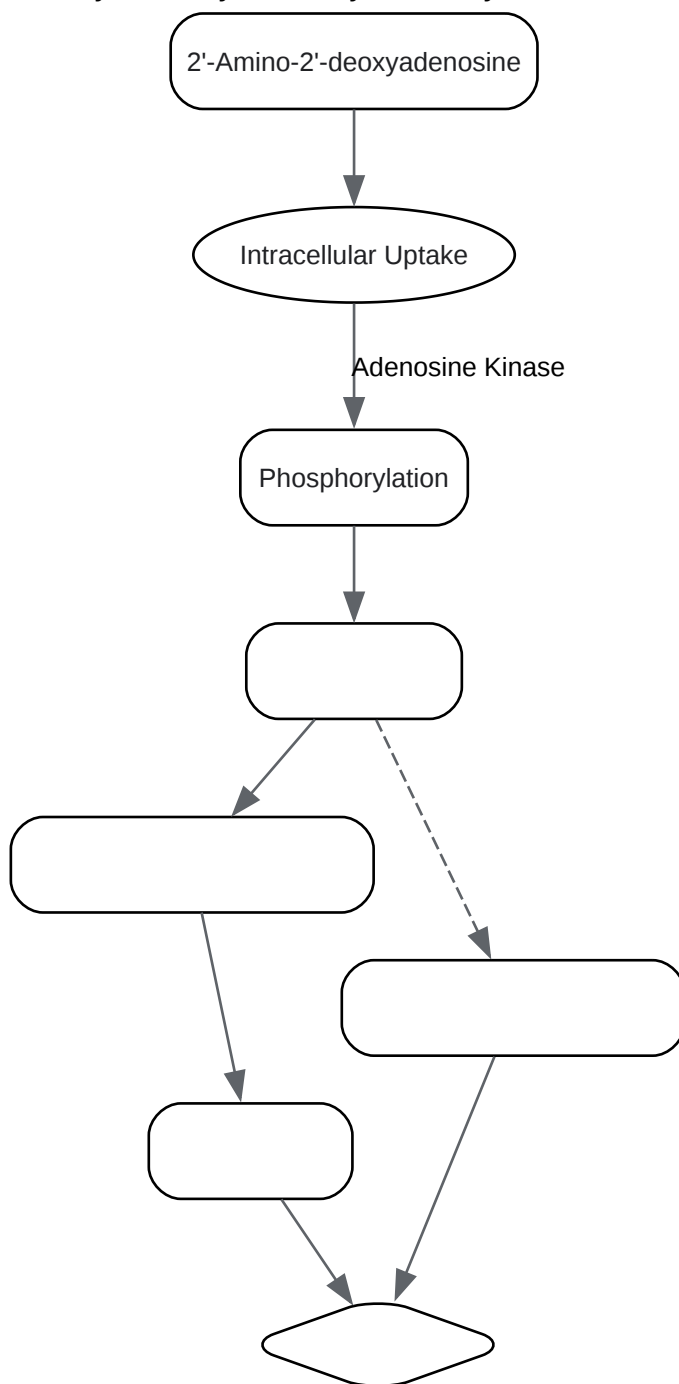 2'-Amino-2'-deoxyadenosine
Intracellular Uptake
Adenosine Kinase
Phosphorylation